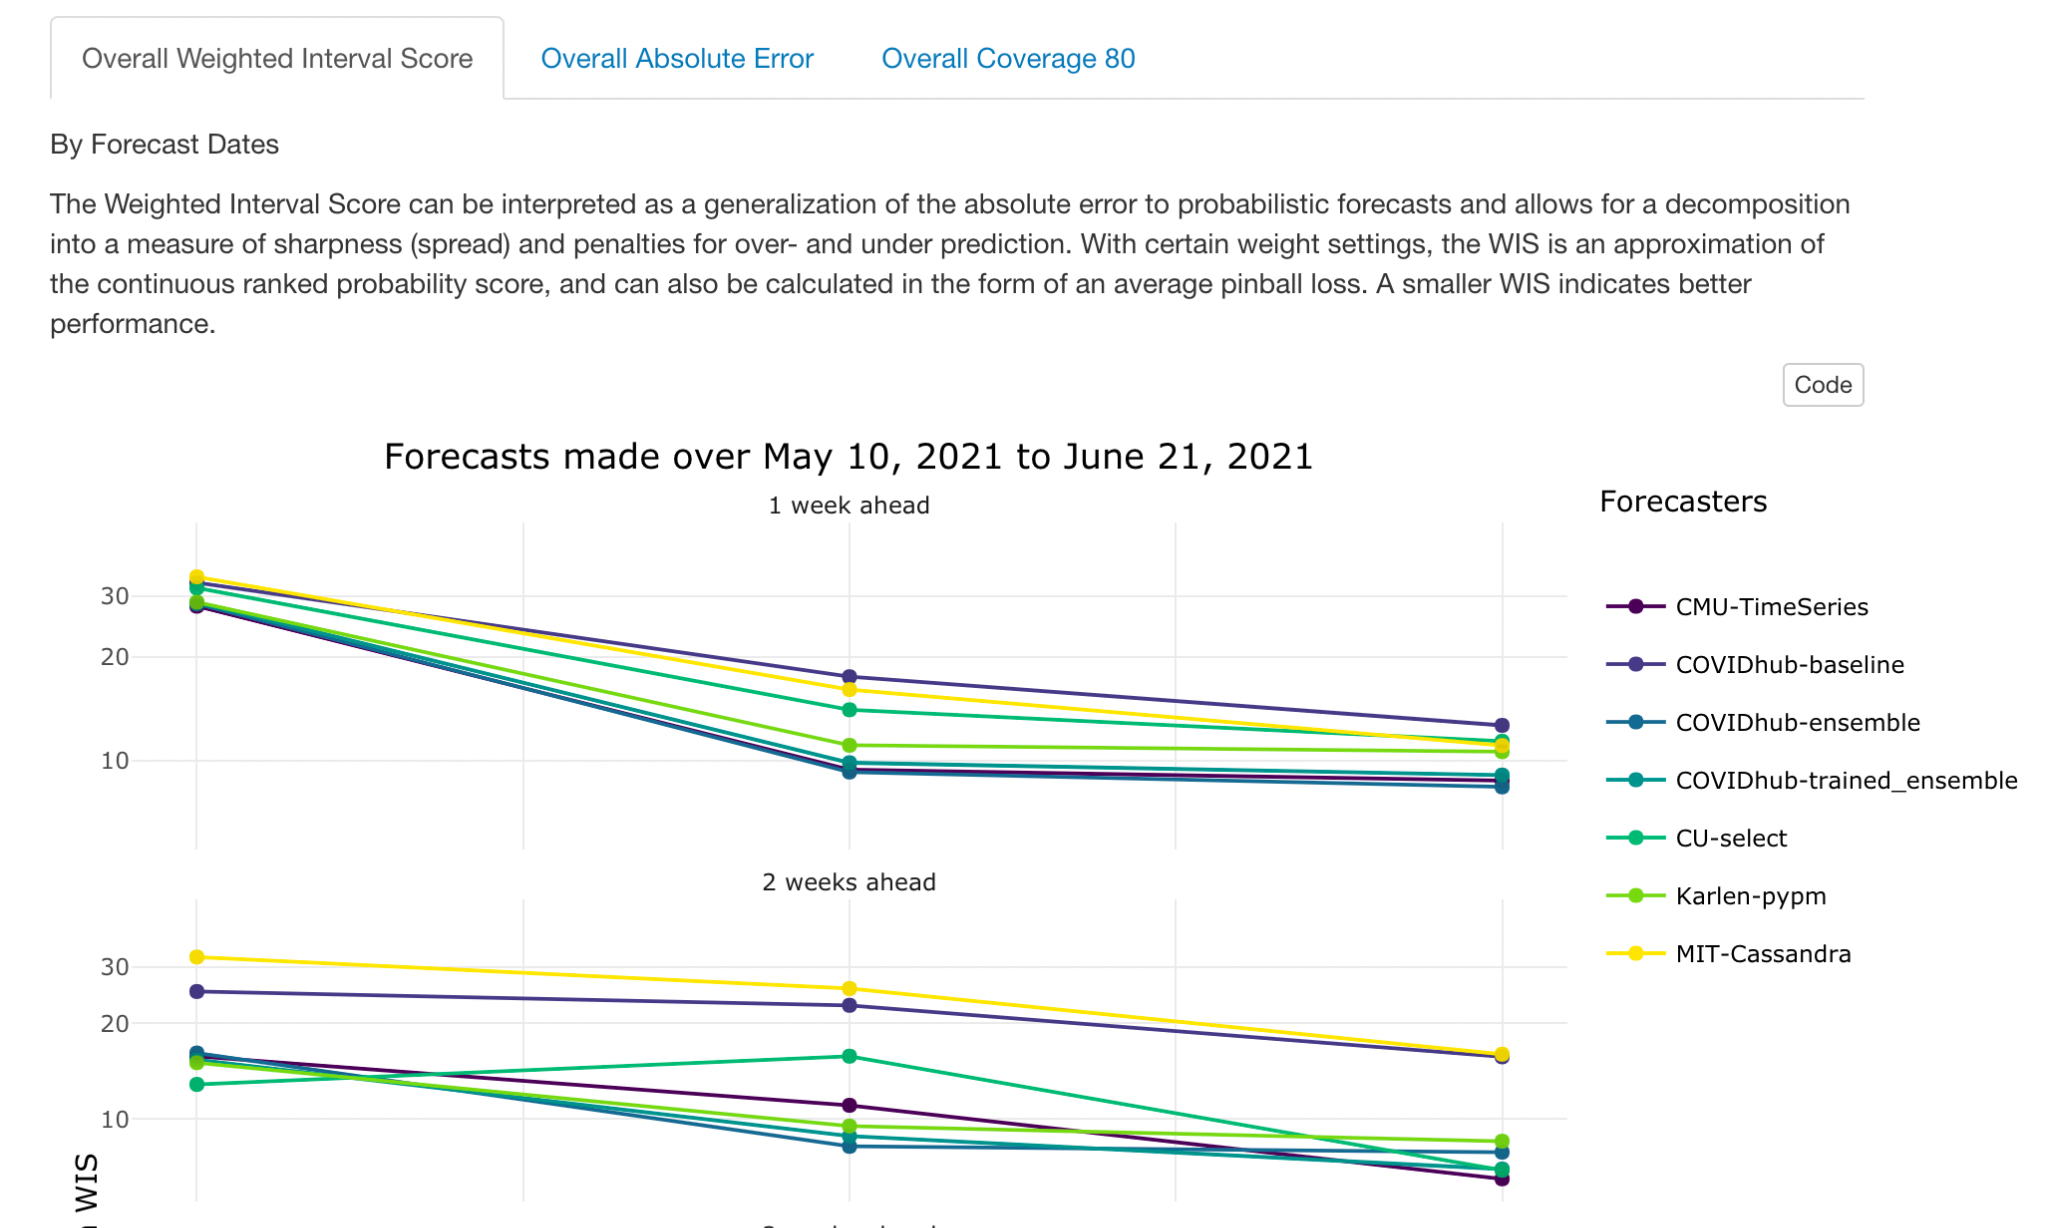 Overall Weighted Interval Score
Overall Absolute Error
Overall Coverage 80
By Forecast Dates
The Weighted Interval Score can be interpreted as a generalization of the absolute error to probabilistic forecasts and allows for a decomposition
into a measure of sharpness (spread) and penalties for over- and under prediction. With certain weight settings, the WIS is an approximation of
the continuous ranked probability score, and can also be calculated in the form of an average pinball loss. A smaller WIS indicates better
performance.
Code
Forecasts made over May 10, 2021 to June 21, 2021
1 week ahead
30
20
10
2 weeks ahead
30
20
10
WIS
Forecasters
CMU-TimeSeries
COVIDhub-baseline
COVIDhub-ensemble
COVIDhub-trained_ensemble
CU-select
Karlen-pypm
MIT-Cassandra